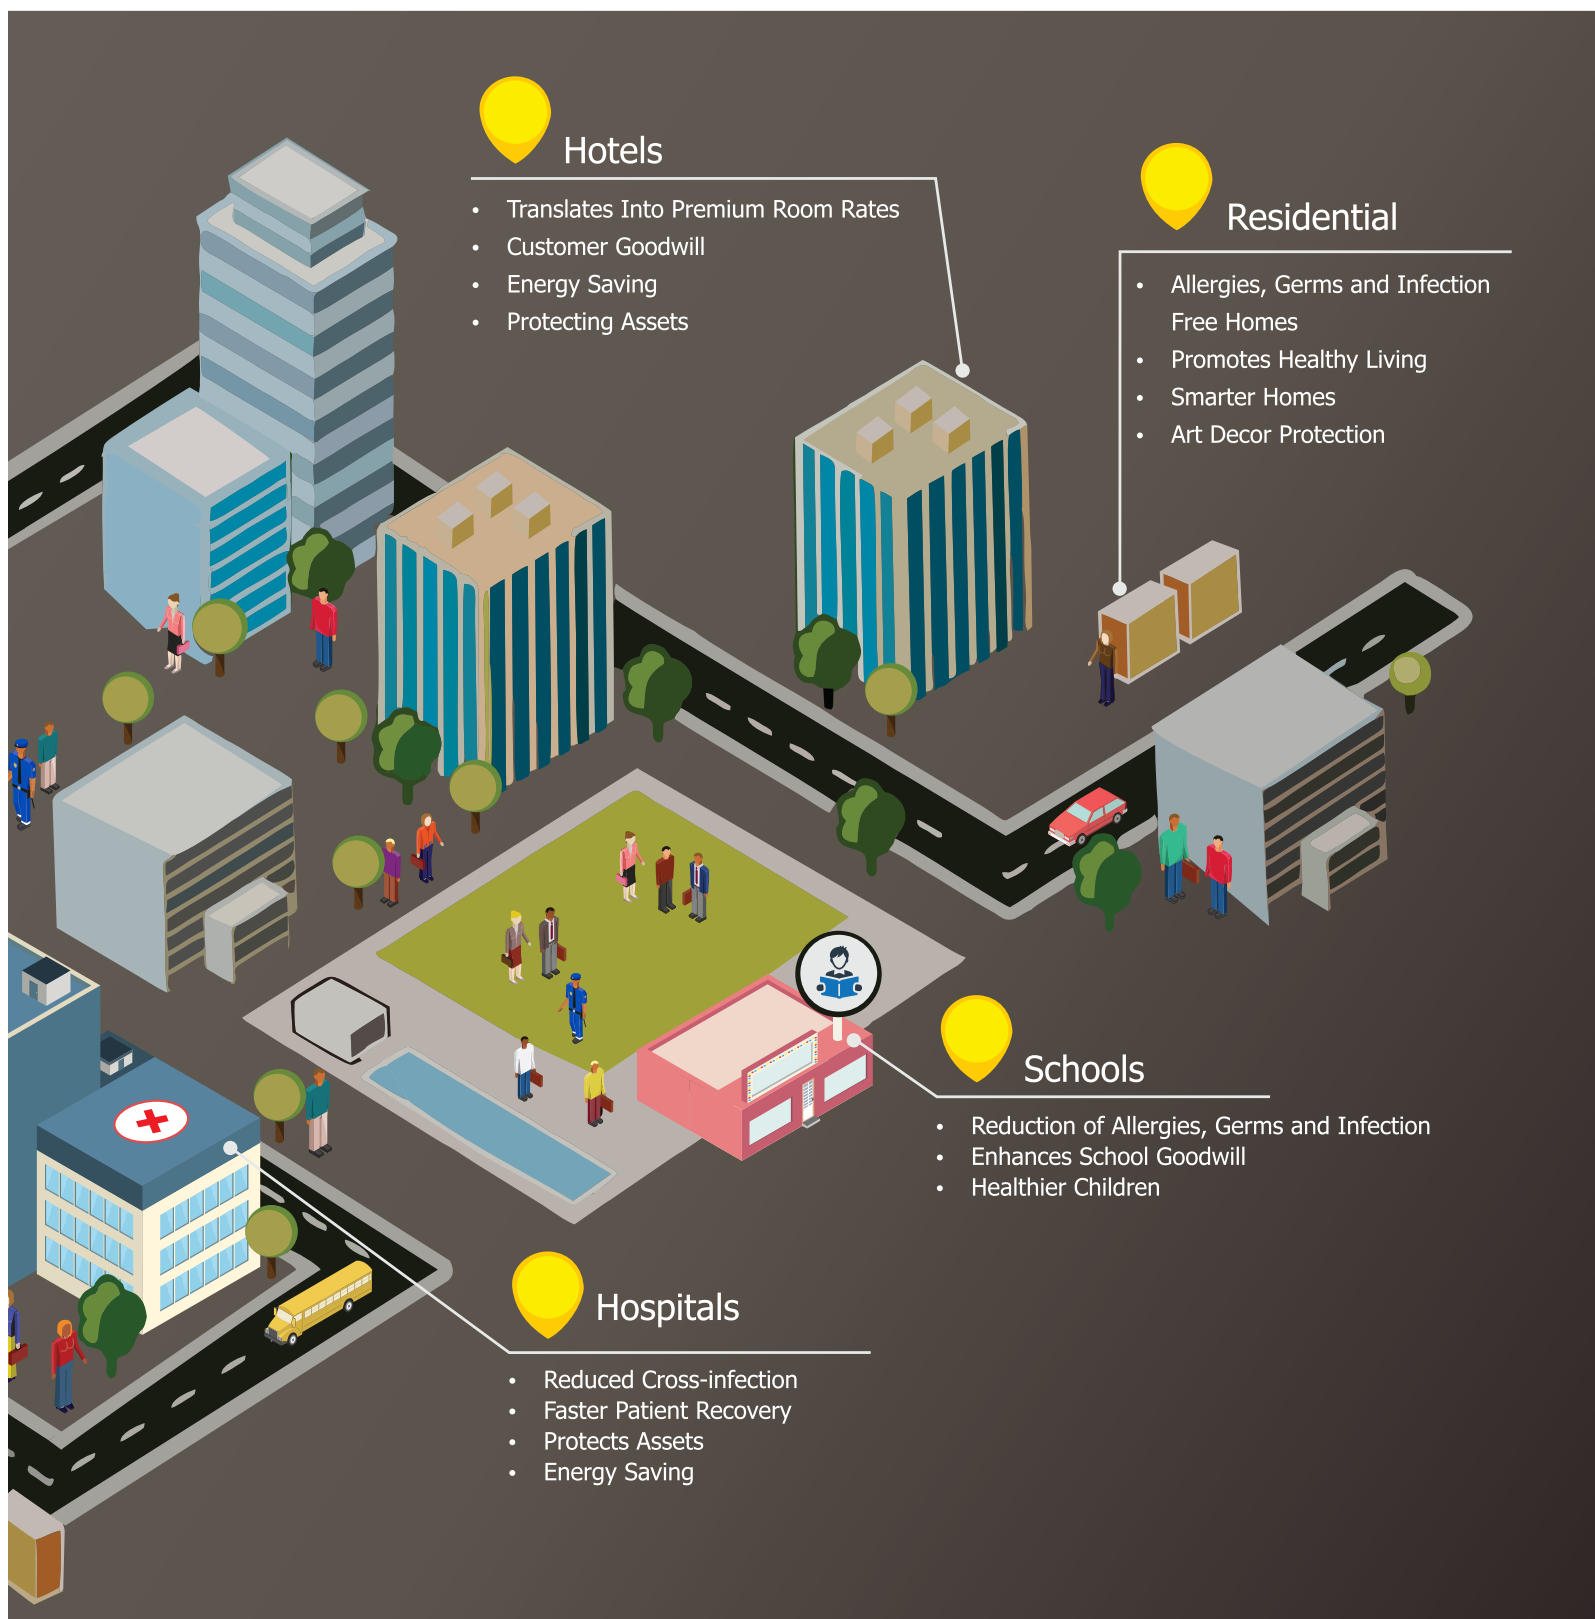 Hotels
• Translates Into Premium Room Rates
• Customer Goodwill
• Energy Saving
• Protecting Assets
Residential
• Allergies, Germs and Infection
Free Homes
• Promotes Healthy Living
• Smarter Homes
• Art Decor Protection
Schools
• Reduction of Allergies, Germs and Infection
• Enhances School Goodwill
• Healthier Children
Hospitals
• Reduced Cross-infection
• Faster Patient Recovery
• Protects Assets
• Energy Saving